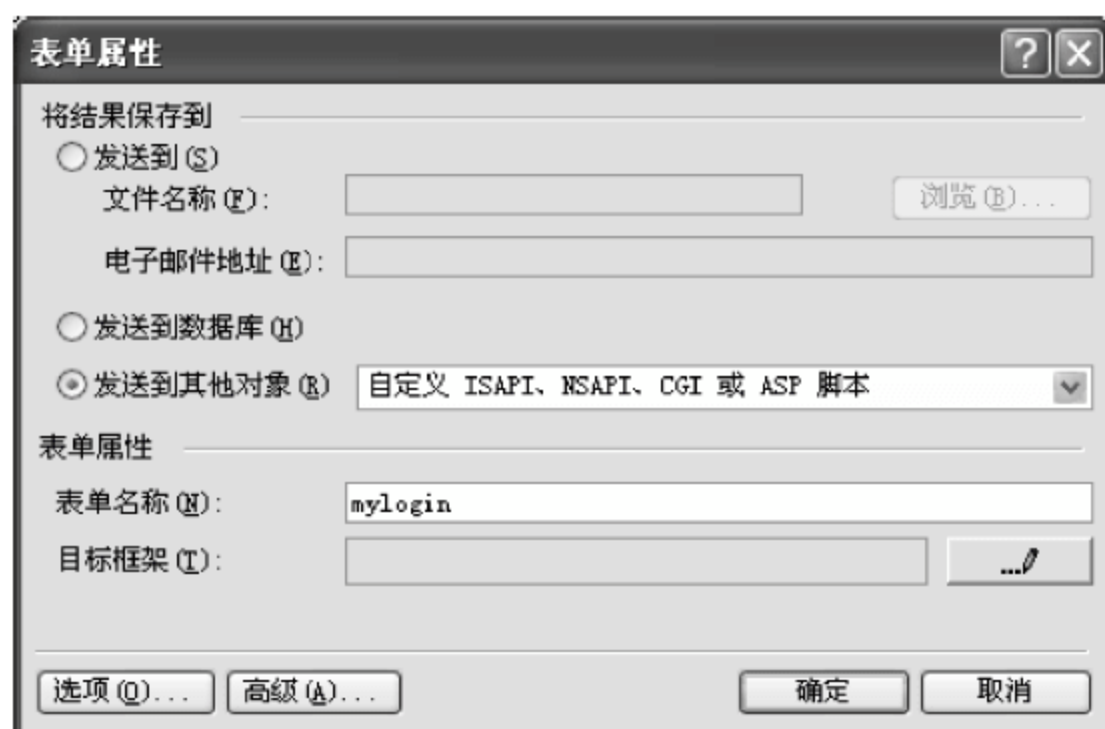 表单属性
将结果保存到
发送到(S)
文件名称(F):
浏览(B)...
电子邮件地址(E):
发送到数据库(H)
发送到其他对象(R) 自定义 ISAPI、NSAPI、CGI 或 ASP 脚本
表单属性
表单名称(N): mylogin
目标框架(T): ...
选项(O)... 高级(A)... 确定 取消